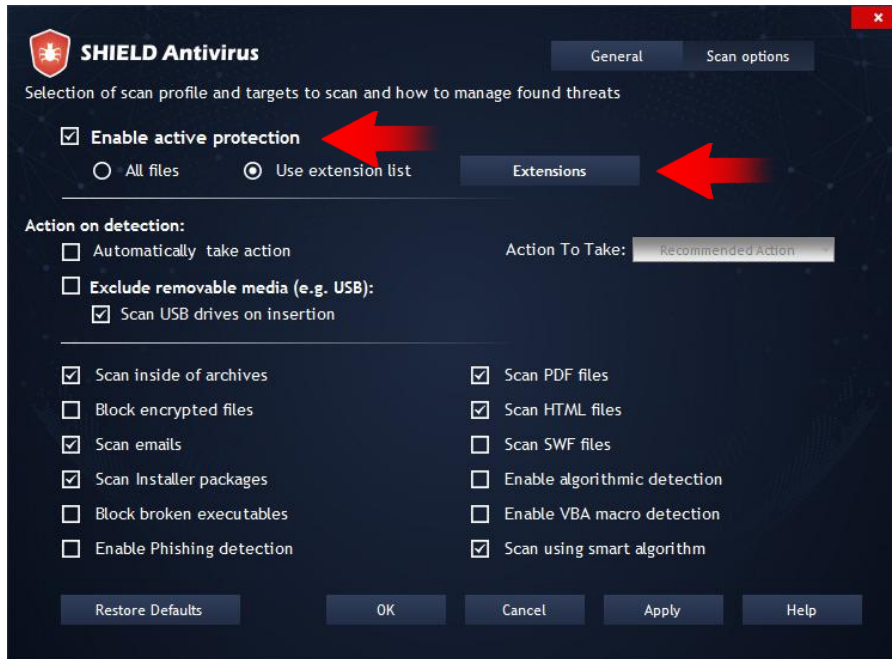 SHIELD Antivirus
General Scan options
Selection of scan profile and targets to scan and how to manage found threats
Enable active protection
All files Use extension list Extensions
Action on detection:
Automatically take action Action To Take: Recommended Action
Exclude removable media (e.g. USB):
Scan USB drives on insertion
Scan inside of archives Scan PDF files
Block encrypted files Scan HTML files
Scan emails Scan SWF files
Scan Installer packages Enable algorithmic detection
Block broken executables Enable VBA macro detection
Enable Phishing detection Scan using smart algorithm
Restore Defaults OK Cancel Apply Help